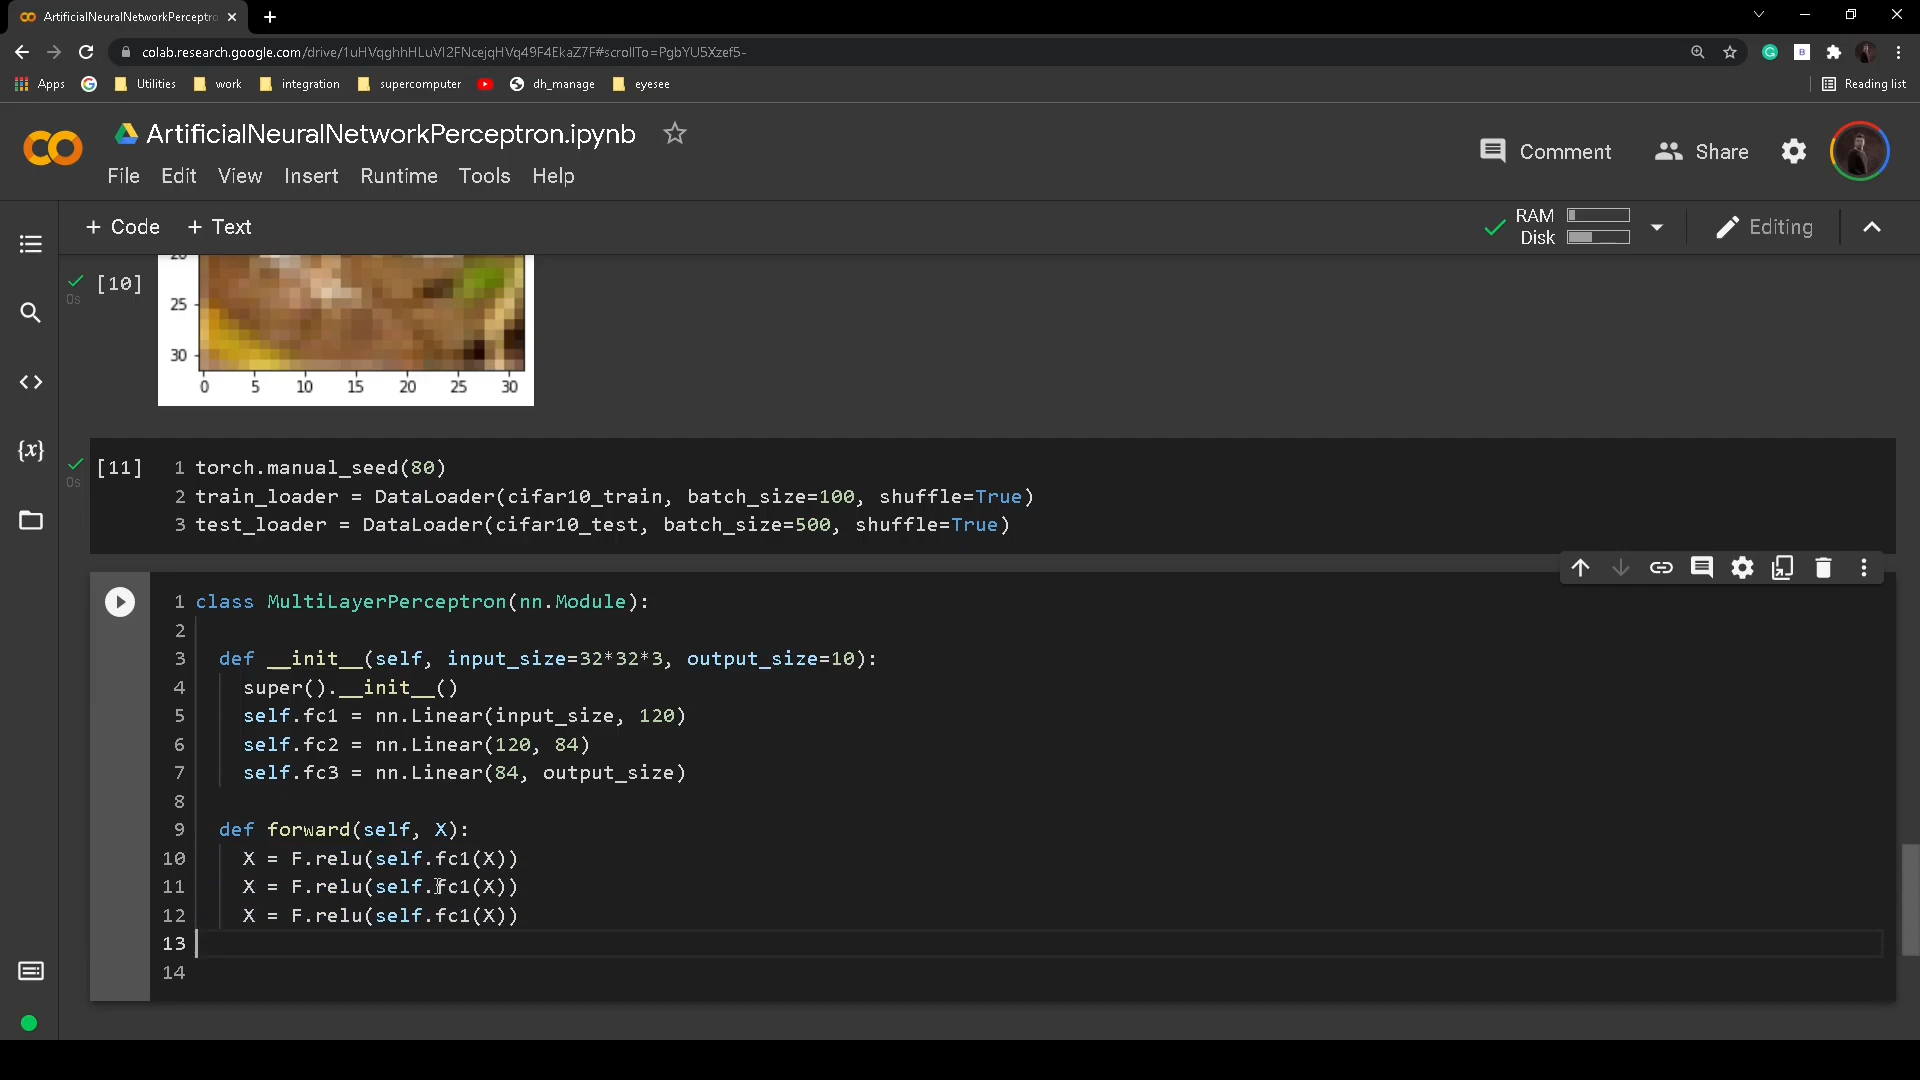 ArtificialNeuralNetworkPerceptr
colab.research.google.com/drive/1uHVqghhHLuVI2FNcejqHVq49F4EkaZ7F#scrollTo=PgbYU5Xzef5-
Apps Utilities work integration supercomputer dh_manage eyesee Reading list
ArtificialNeuralNetworkPerceptron.ipynb
Comment Share
File Edit View Insert Runtime Tools Help
+ Code + Text
RAM
Disk
Editing
[10]
0s
20
25
30
0 5 10 15 20 25 30
[11]
0s
1 torch.manual_seed(80)
2 train_loader = DataLoader(cifar10_train, batch_size=100, shuffle=True)
3 test_loader = DataLoader(cifar10_test, batch_size=500, shuffle=True)
1 class MultiLayerPerceptron(nn.Module):
2
3 def __init__(self, input_size=32*32*3, output_size=10):
4 super().__init__()
5 self.fc1 = nn.Linear(input_size, 120)
6 self.fc2 = nn.Linear(120, 84)
7 self.fc3 = nn.Linear(84, output_size)
8
9 def forward(self, X):
10 X = F.relu(self.fc1(X))
11 X = F.relu(self.fc1(X))
12 X = F.relu(self.fc1(X))
13
14